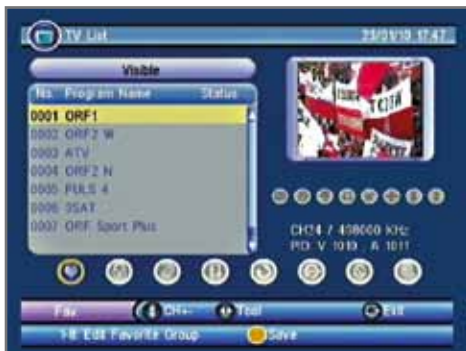 TV List 23/01/10 17:47
Visible
No. Program Name Status
0001 ORF1
0002 ORF2 W
0003 ATV
0004 ORF2 N
0005 PULS 4
0006 3SAT
0007 ORF Sport Plus
CH24 / 498000 KHz
PID: V 1010 , A 1011
Fav CH+- Tool Exit
1-8: Edit Favorite Group Save